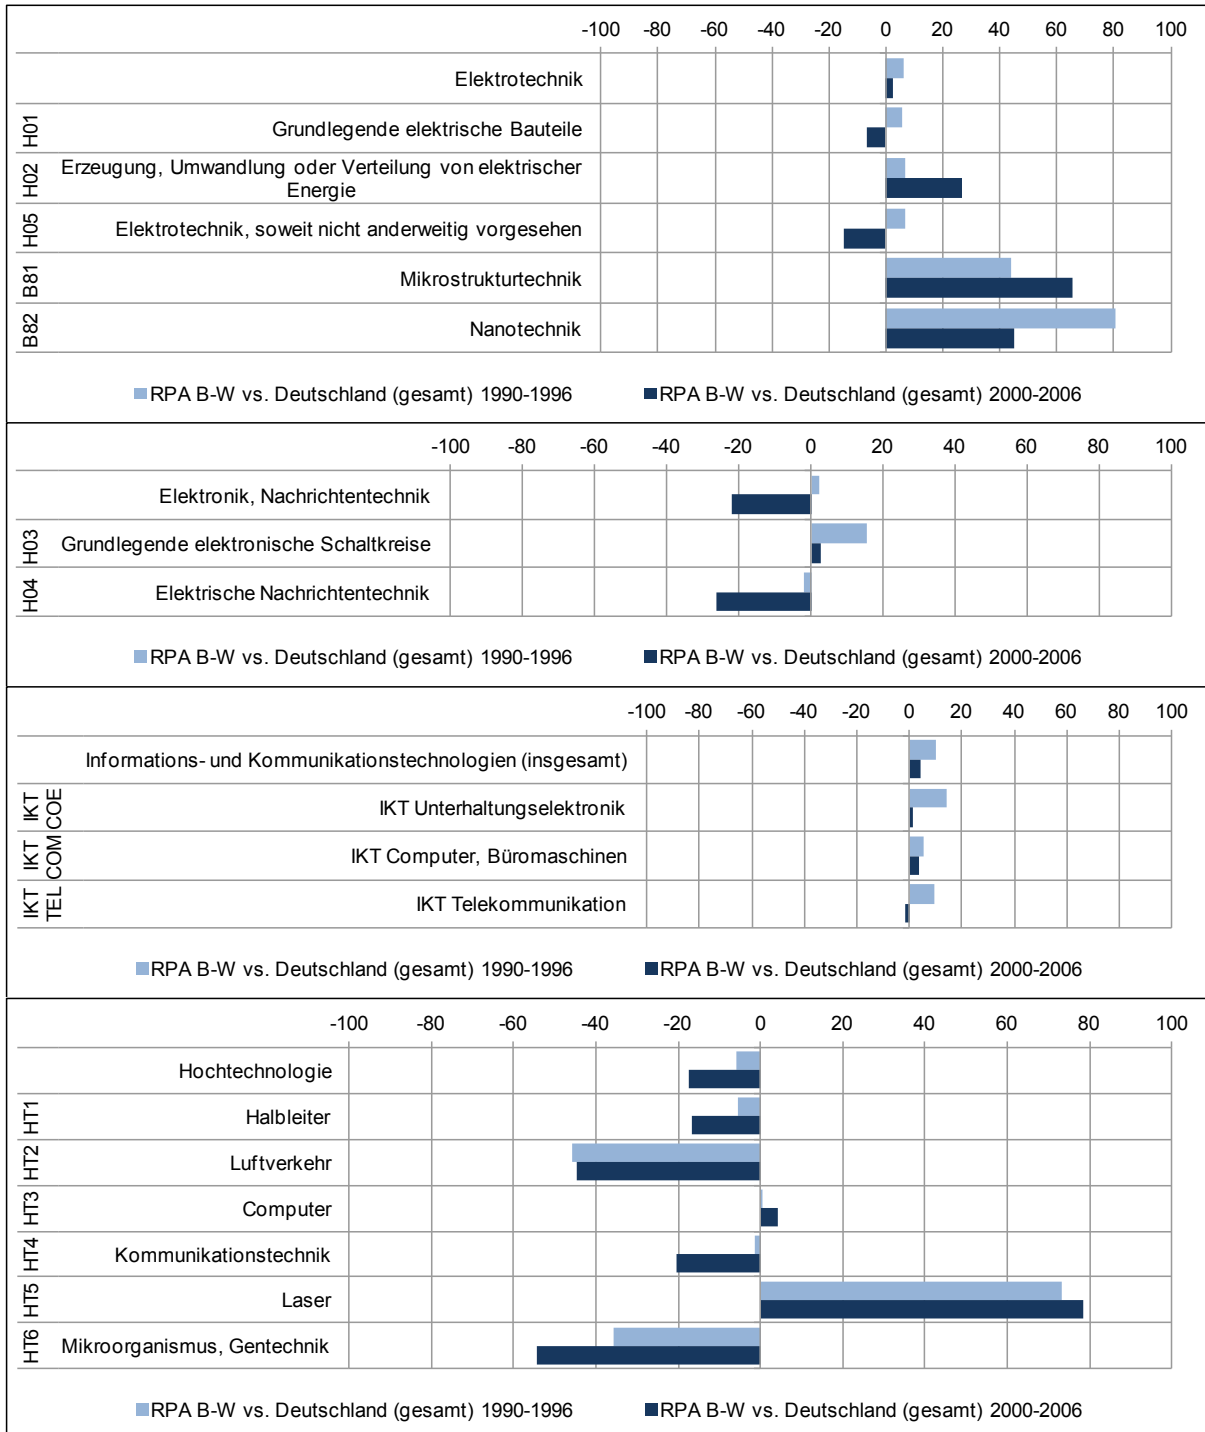 -100 -80 -60 -40 -20 0 20 40 60 80 100
Elektrotechnik
H01 Grundlegende elektrische Bauteile
H02 Erzeugung, Umwandlung oder Verteilung von elektrischer
Energie
H05 Elektrotechnik, soweit nicht anderweitig vorgesehen
B81 Mikrostrukturtechnik
B82 Nanotechnik
RPA B-W vs. Deutschland (gesamt) 1990-1996 RPA B-W vs. Deutschland (gesamt) 2000-2006
-100 -80 -60 -40 -20 0 20 40 60 80 100
Elektronik, Nachrichtentechnik
H03 Grundlegende elektronische Schaltkreise
H04 Elektrische Nachrichtentechnik
RPA B-W vs. Deutschland (gesamt) 1990-1996 RPA B-W vs. Deutschland (gesamt) 2000-2006
-100 -80 -60 -40 -20 0 20 40 60 80 100
Informations- und Kommunikationstechnologien (insgesamt)
IKT COE IKT Unterhaltungselektronik
IKT COM IKT Computer, Büromaschinen
IKT TEL IKT Telekommunikation
RPA B-W vs. Deutschland (gesamt) 1990-1996 RPA B-W vs. Deutschland (gesamt) 2000-2006
-100 -80 -60 -40 -20 0 20 40 60 80 100
Hochtechnologie
HT1 Halbleiter
HT2 Luftverkehr
HT3 Computer
HT4 Kommunikationstechnik
HT5 Laser
HT6 Mikroorganismus, Gentechnik
RPA B-W vs. Deutschland (gesamt) 1990-1996 RPA B-W vs. Deutschland (gesamt) 2000-2006